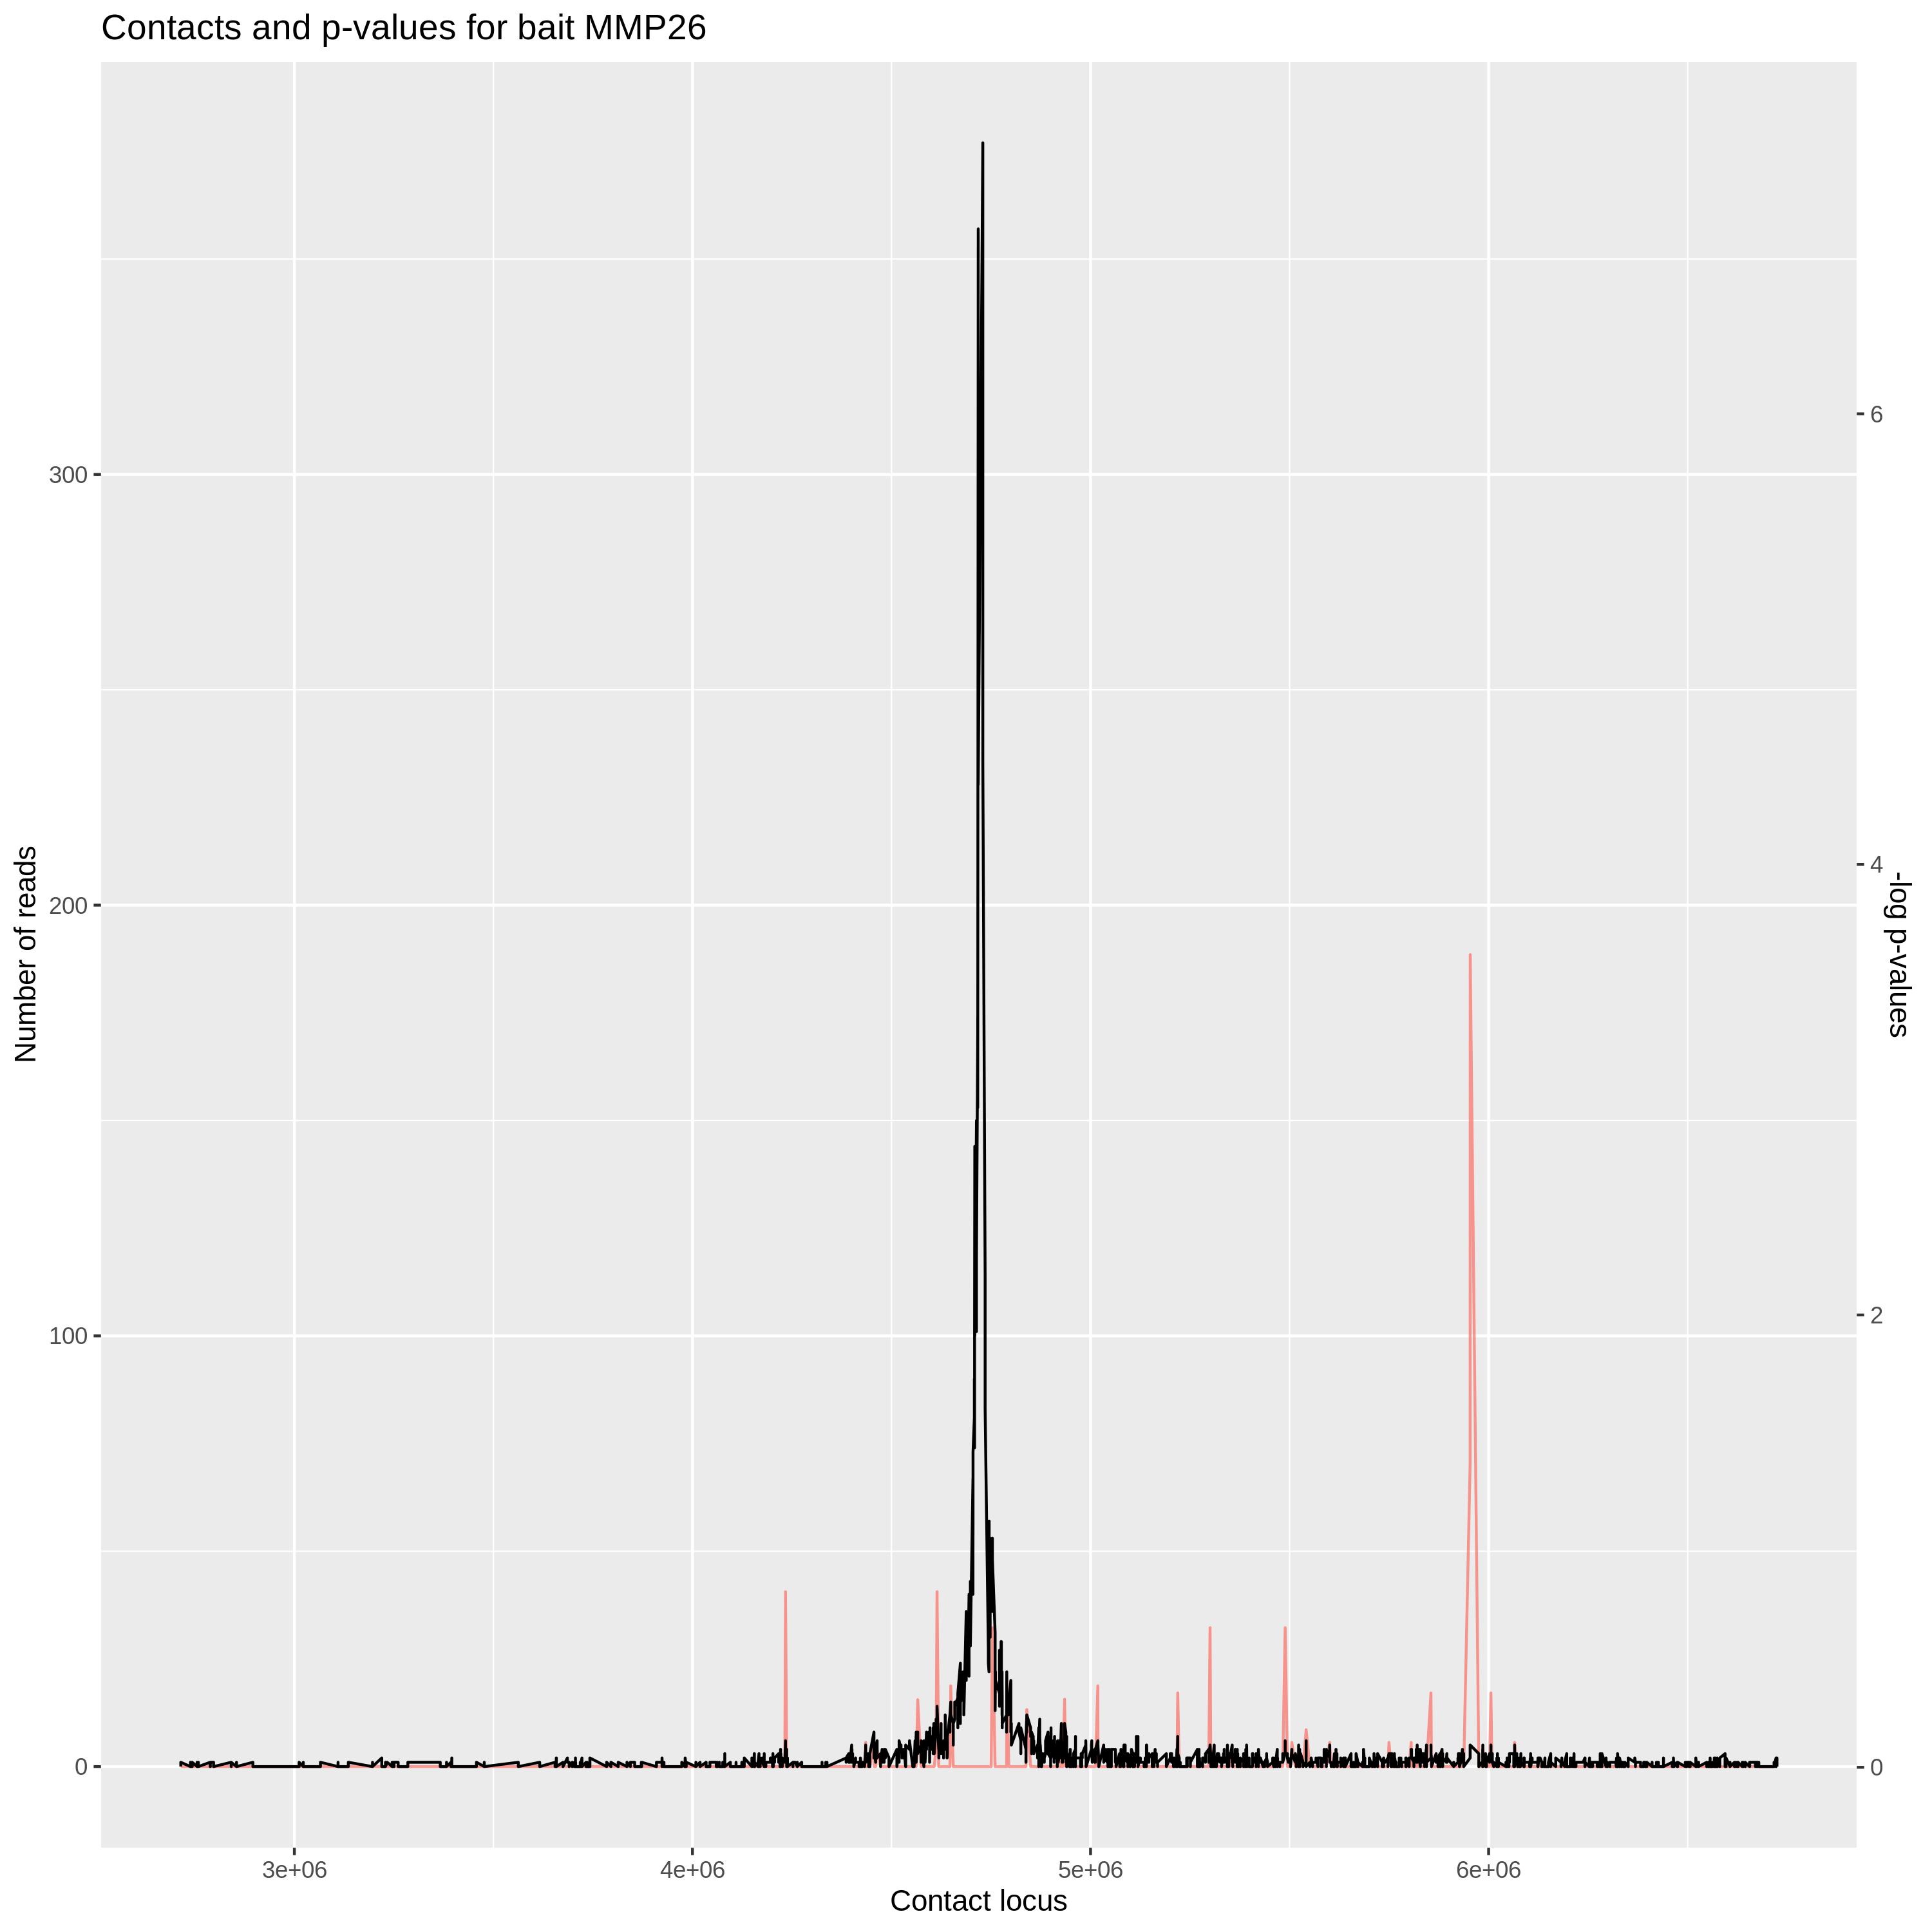 Contacts and p-values for bait MMP26
Number of reads
300
200
100
0
6
4
2
0
-log p-values
3e+06
4e+06
5e+06
6e+06
Contact locus